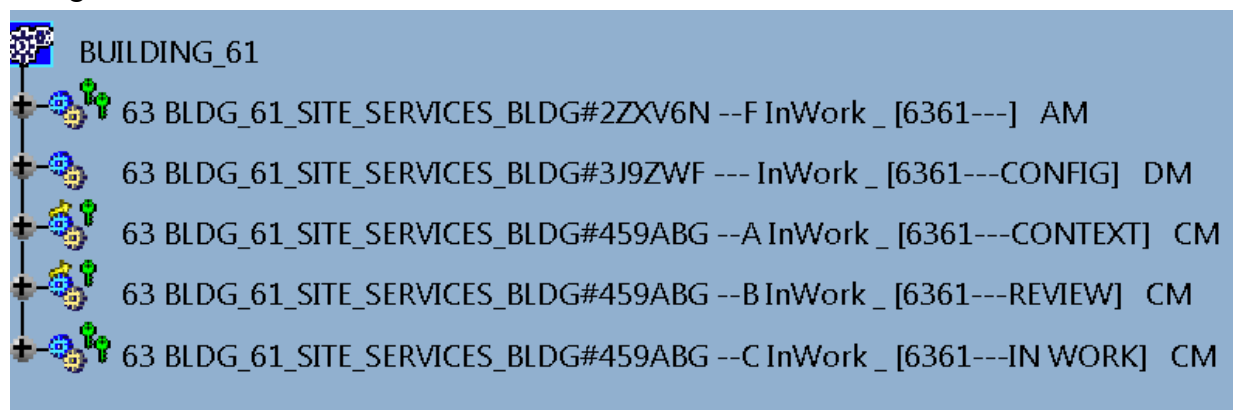 BUILDING_61
63 BLDG_61_SITE_SERVICES_BLDG#2ZXV6N --F InWork _ [6361---] AM
63 BLDG_61_SITE_SERVICES_BLDG#3J9ZWF --- InWork _ [6361---CONFIG] DM
63 BLDG_61_SITE_SERVICES_BLDG#459ABG --A InWork _ [6361---CONTEXT] CM
63 BLDG_61_SITE_SERVICES_BLDG#459ABG --B InWork _ [6361---REVIEW] CM
63 BLDG_61_SITE_SERVICES_BLDG#459ABG --C InWork _ [6361---IN WORK] CM